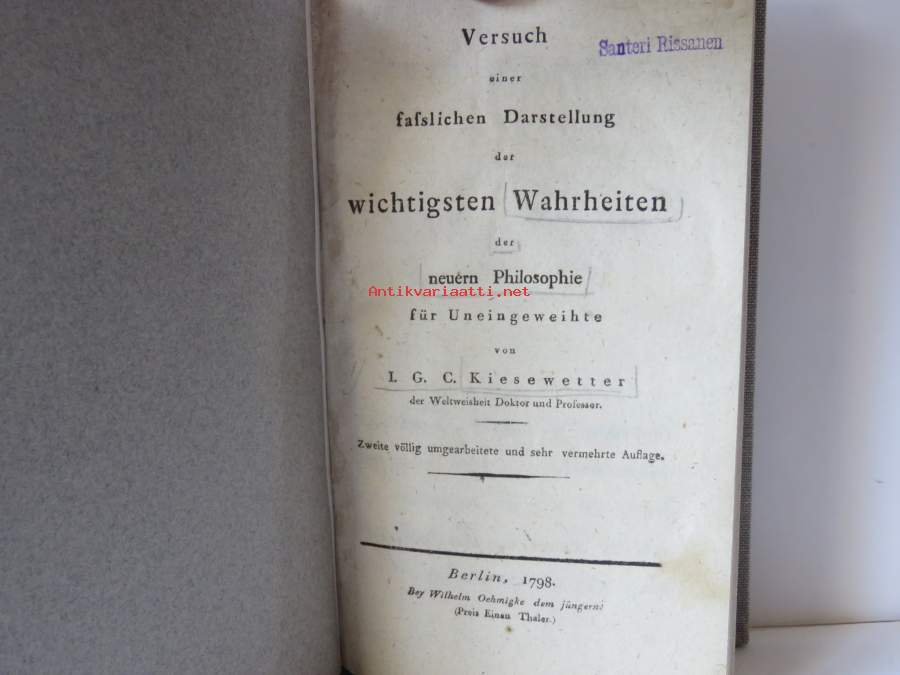 Versuch
Santeri Rissanen
einer
faſslichen Darstellung
der
wichtigsten Wahrheiten
der
neuern Philosophie
Antikvariaatti.net
für Uneingeweihte
von
I. G. C. Kiesewetter
der Weltweisheit Doktor und Profeſsor.
Zweite völlig umgearbeitete und sehr vermehrte Auflage.
Berlin, 1798.
Bey Wilhelm Oehmigke dem jüngern.
(Preis Einen Thaler.)